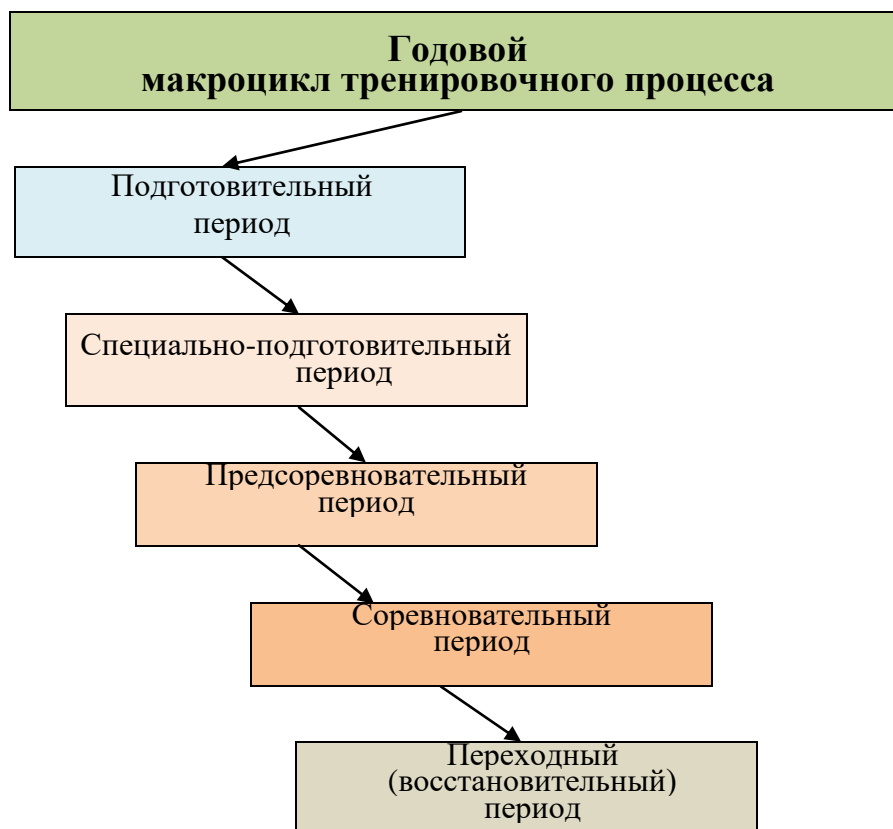 Годовой
макроцикл тренировочного процесса
Подготовительный
период
Специально-подготовительный
период
Предсоревновательный
период
Соревновательный
период
Переходный
(восстановительный)
период